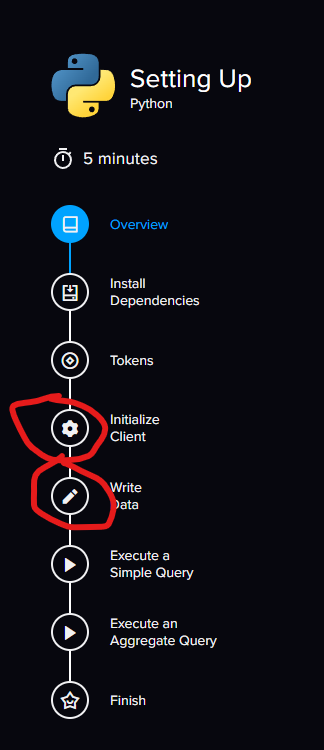 Setting Up
Python
5 minutes
Overview
Install
Dependencies
Tokens
Initialize
Client
Write
Data
Execute a
Simple Query
Execute an
Aggregate Query
Finish